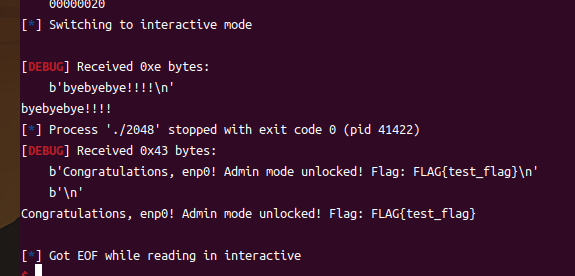 00000020
[*] Switching to interactive mode
[DEBUG] Received 0xe bytes:
b'byebyebye!!!!\n'
byebyebye!!!!
[*] Process './2048' stopped with exit code 0 (pid 41422)
[DEBUG] Received 0x43 bytes:
b'Congratulations, enp0! Admin mode unlocked! Flag: FLAG{test_flag}\n'
b'\n'
Congratulations, enp0! Admin mode unlocked! Flag: FLAG{test_flag}
[*] Got EOF while reading in interactive
$